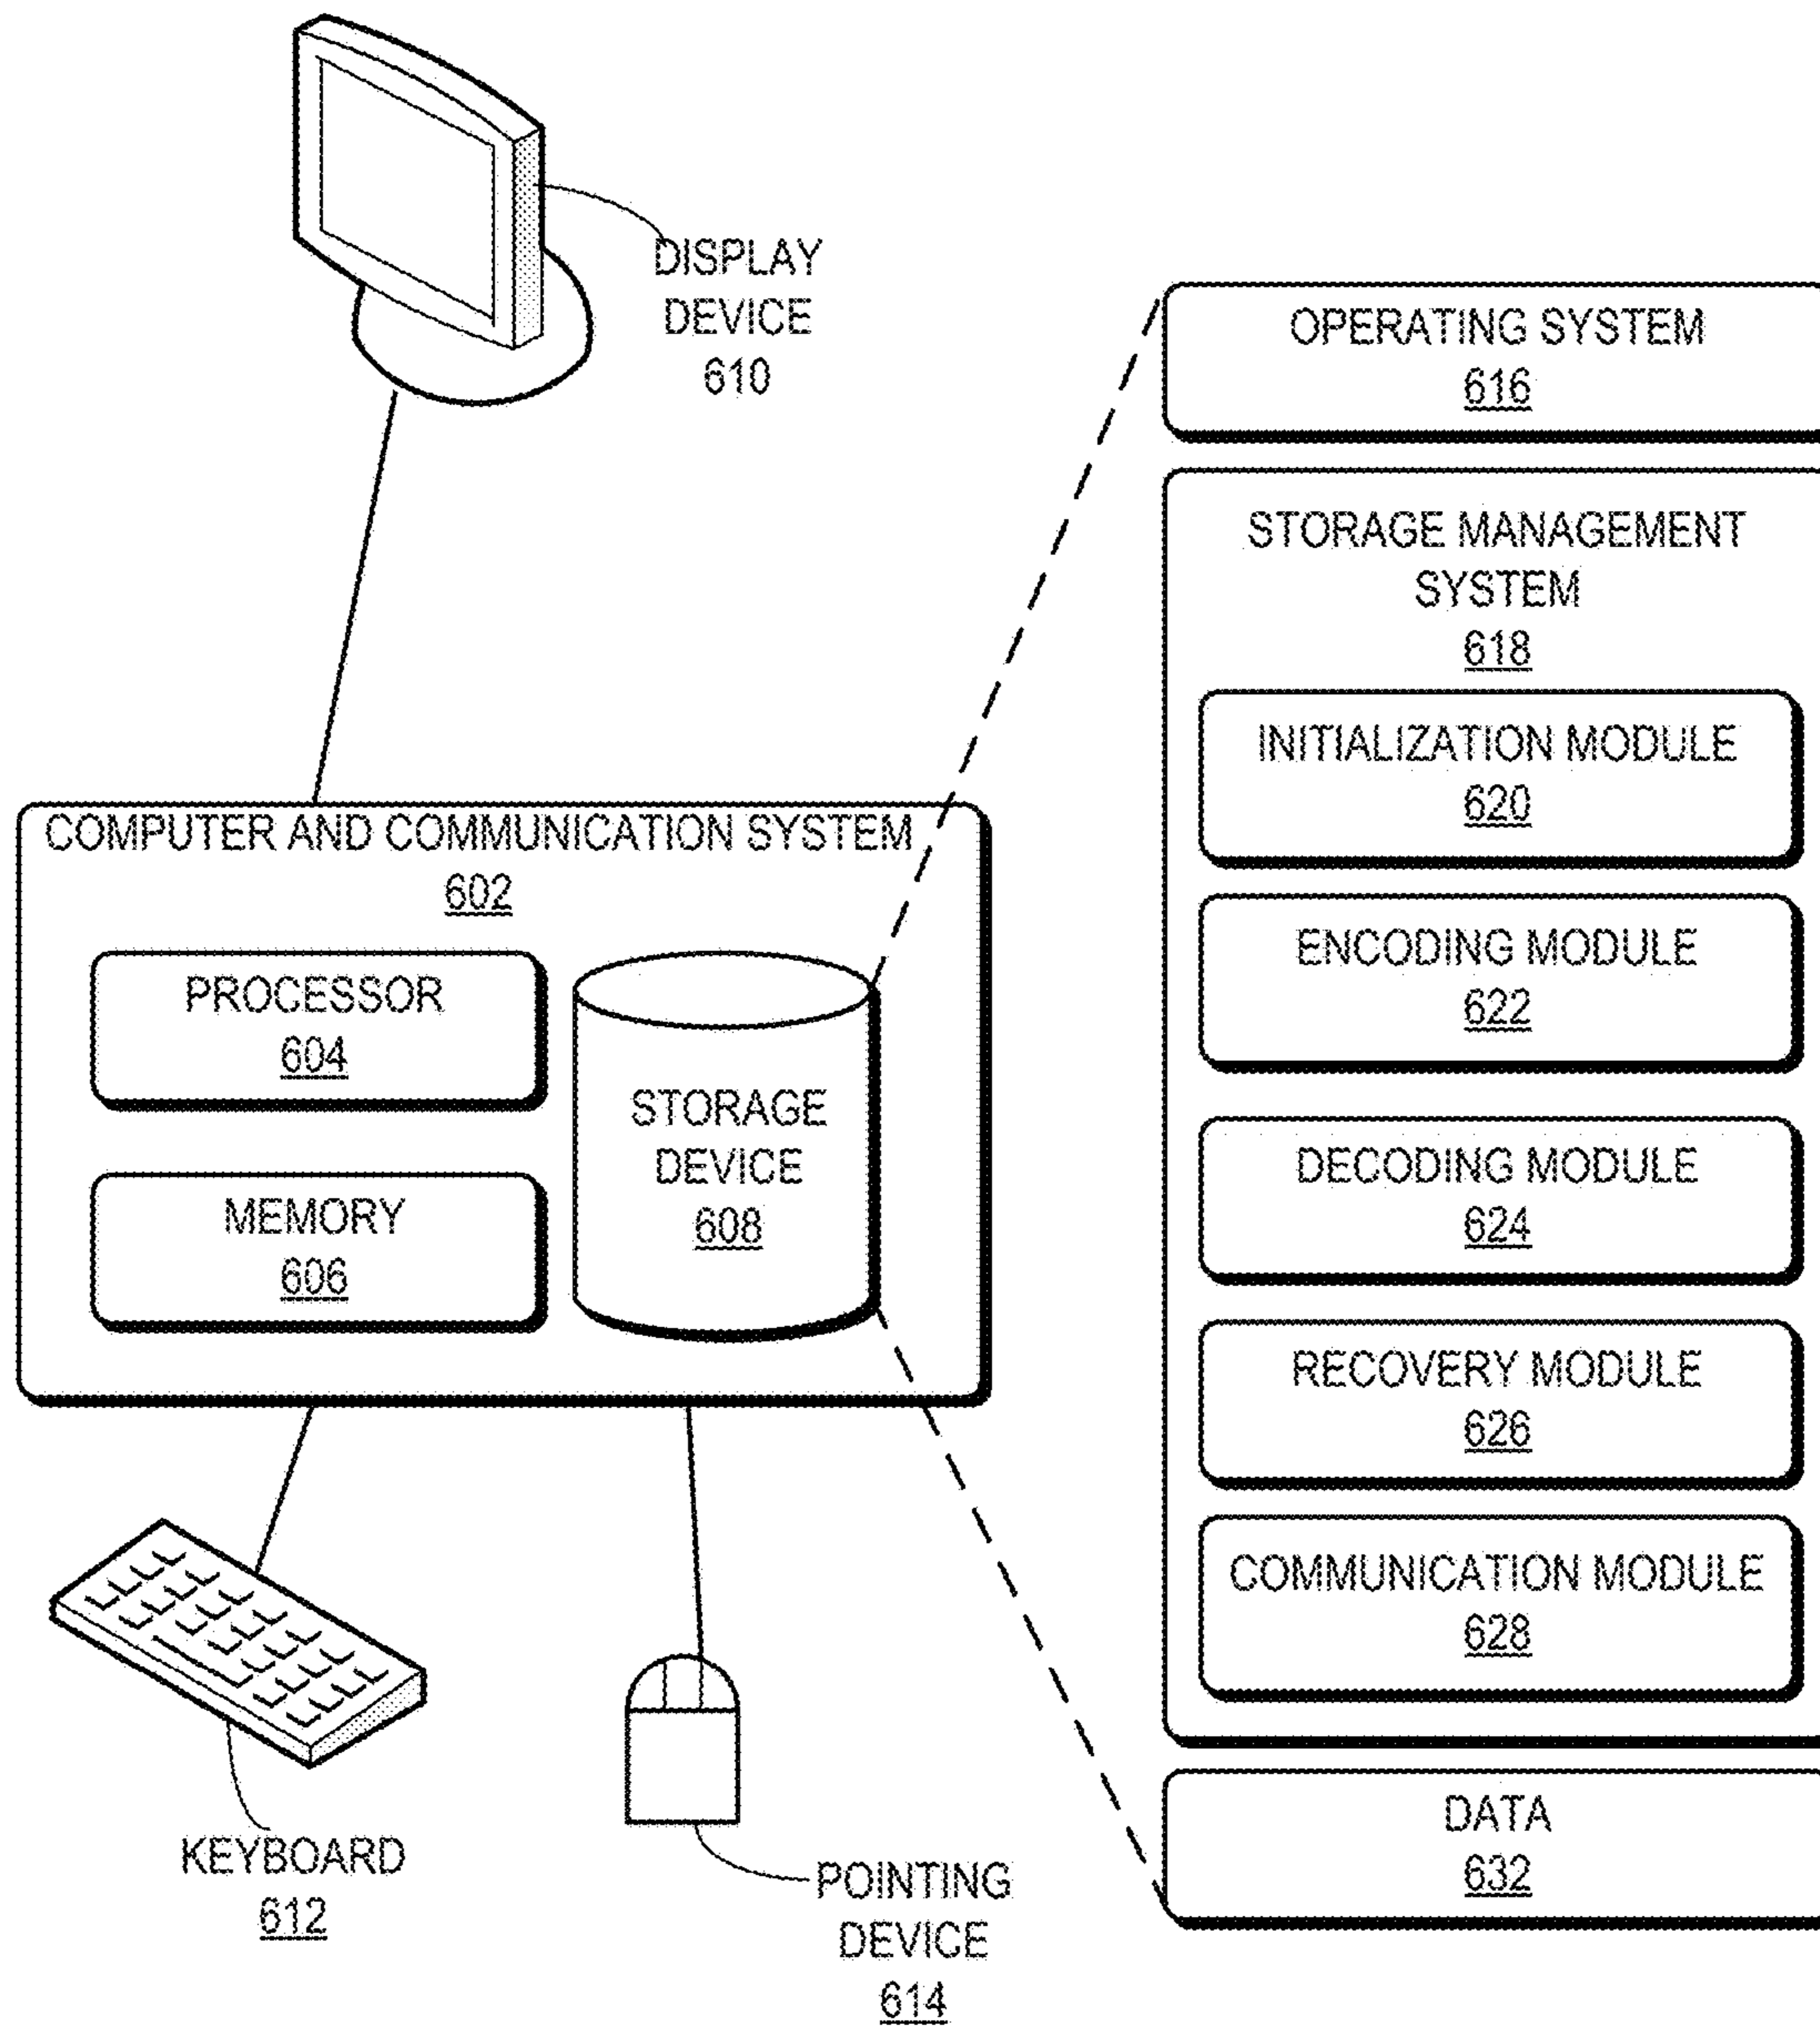 DISPLAY
DEVICE
610
COMPUTER AND COMMUNICATION SYSTEM
602
PROCESSOR
604
MEMORY
606
STORAGE
DEVICE
608
KEYBOARD
612
POINTING
DEVICE
614
OPERATING SYSTEM
616
STORAGE MANAGEMENT
SYSTEM
618
INITIALIZATION MODULE
620
ENCODING MODULE
622
DECODING MODULE
624
RECOVERY MODULE
626
COMMUNICATION MODULE
628
DATA
632